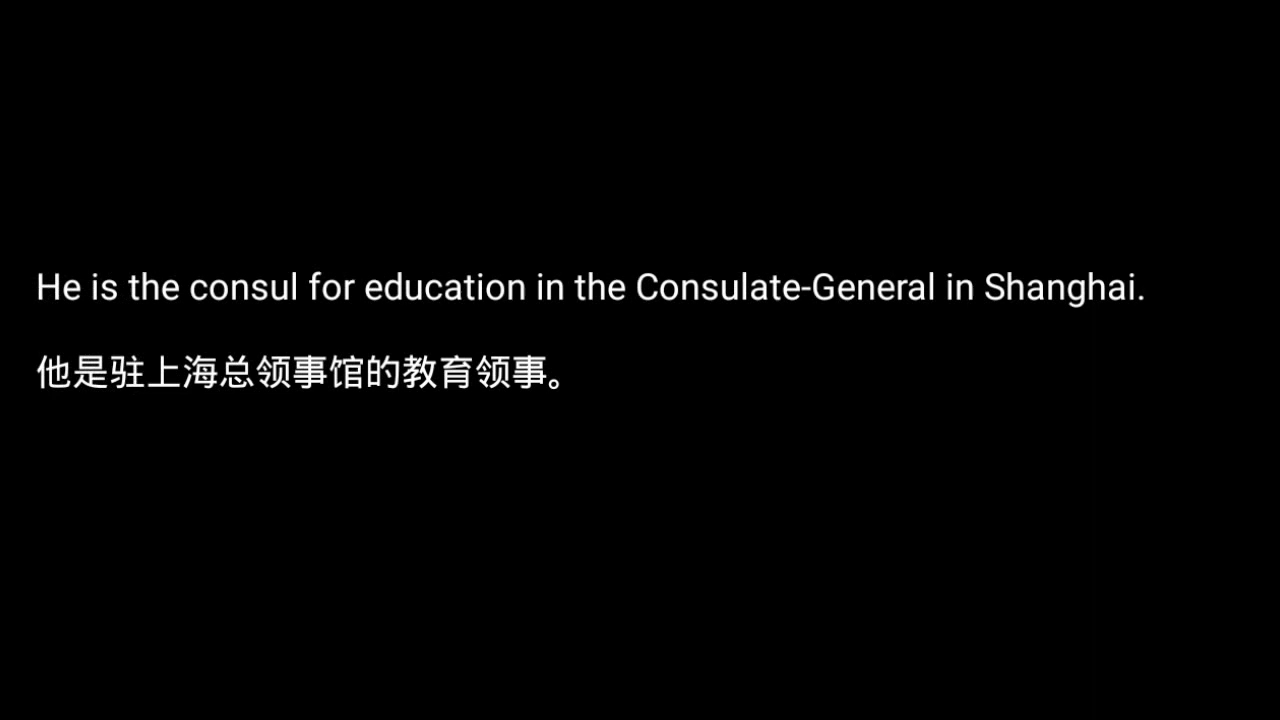 He is the consul for education in the Consulate-General in Shanghai.
他是驻上海总领事馆的教育领事。